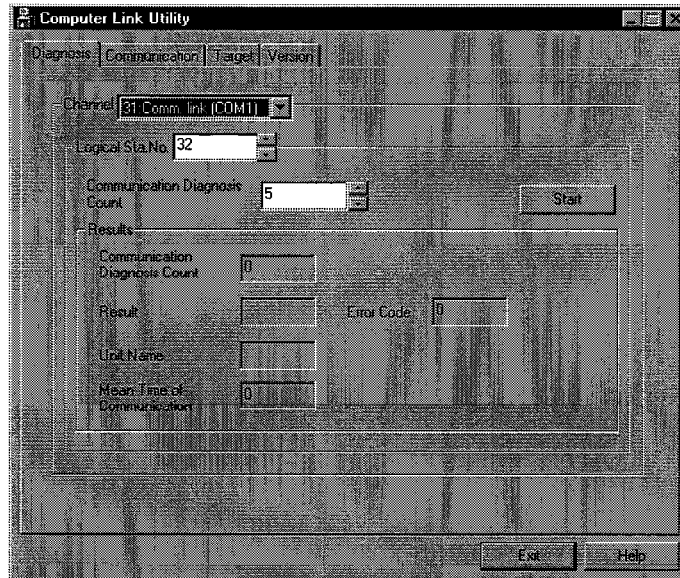 Computer Link Utility
Diagnosis Communication Target Version
Channel 31:Comm. link (COM1)
Logical Sta.No. 32
Communication Diagnosis
Count
5
Start
Results
Communication
Diagnosis Count
0
Result
Error Code 0
Unit Name
Mean Time of
Communication
0
Exit Help